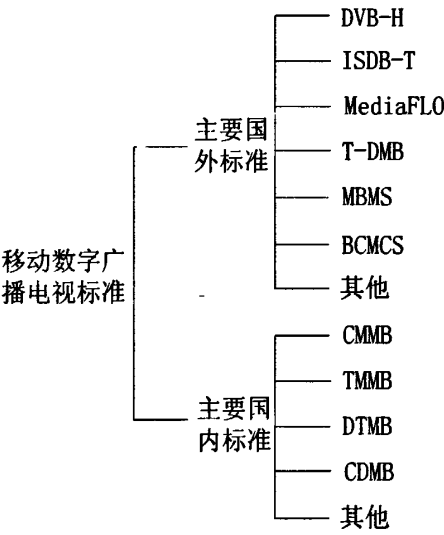 移动数字广
播电视标准
主要国
外标准
DVB-H
ISDB-T
MediaFLO
T-DMB
MBMS
BCMCS
其他
主要国
内标准
CMMB
TMMB
DTMB
CDMB
其他